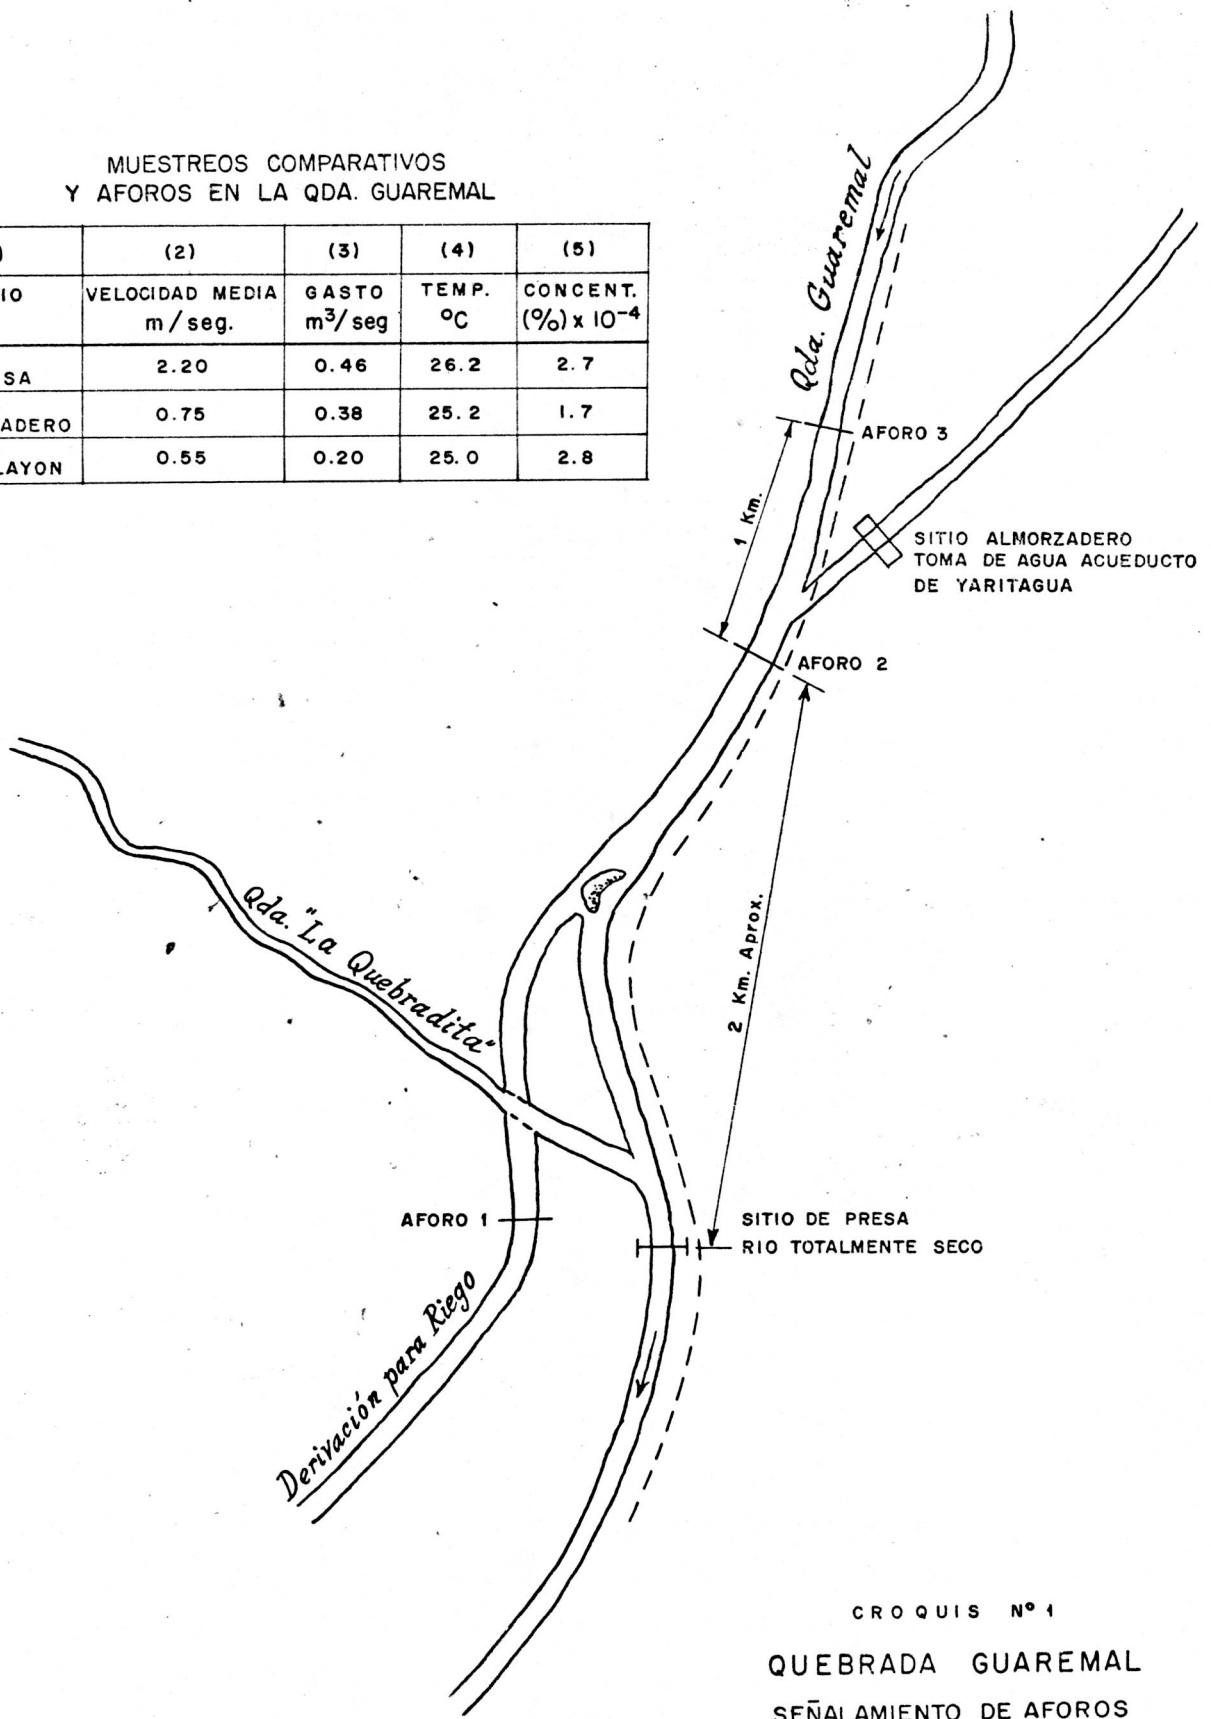 MUESTREOS COMPARATIVOS
Y AFOROS EN LA QDA. GUAREMAL
) (2) (3) (4) (5)
IO VELOCIDAD MEDIA GASTO TEMP. CONCENT.
m/seg. m³/seg °C (%) x 10⁻⁴
SA 2.20 0.46 26.2 2.7
ADERO 0.75 0.38 25.2 1.7
LAYON 0.55 0.20 25.0 2.8
Qda. Guaremal
AFORO 3
1 Km.
SITIO ALMORZADERO
TOMA DE AGUA ACUEDUCTO
DE YARITAGUA
AFORO 2
Qda. "La Quebradita"
2 Km. Aprox.
AFORO 1
SITIO DE PRESA
RIO TOTALMENTE SECO
Derivación para Riego
CROQUIS Nº 1
QUEBRADA GUAREMAL
SEÑALAMIENTO DE AFOROS